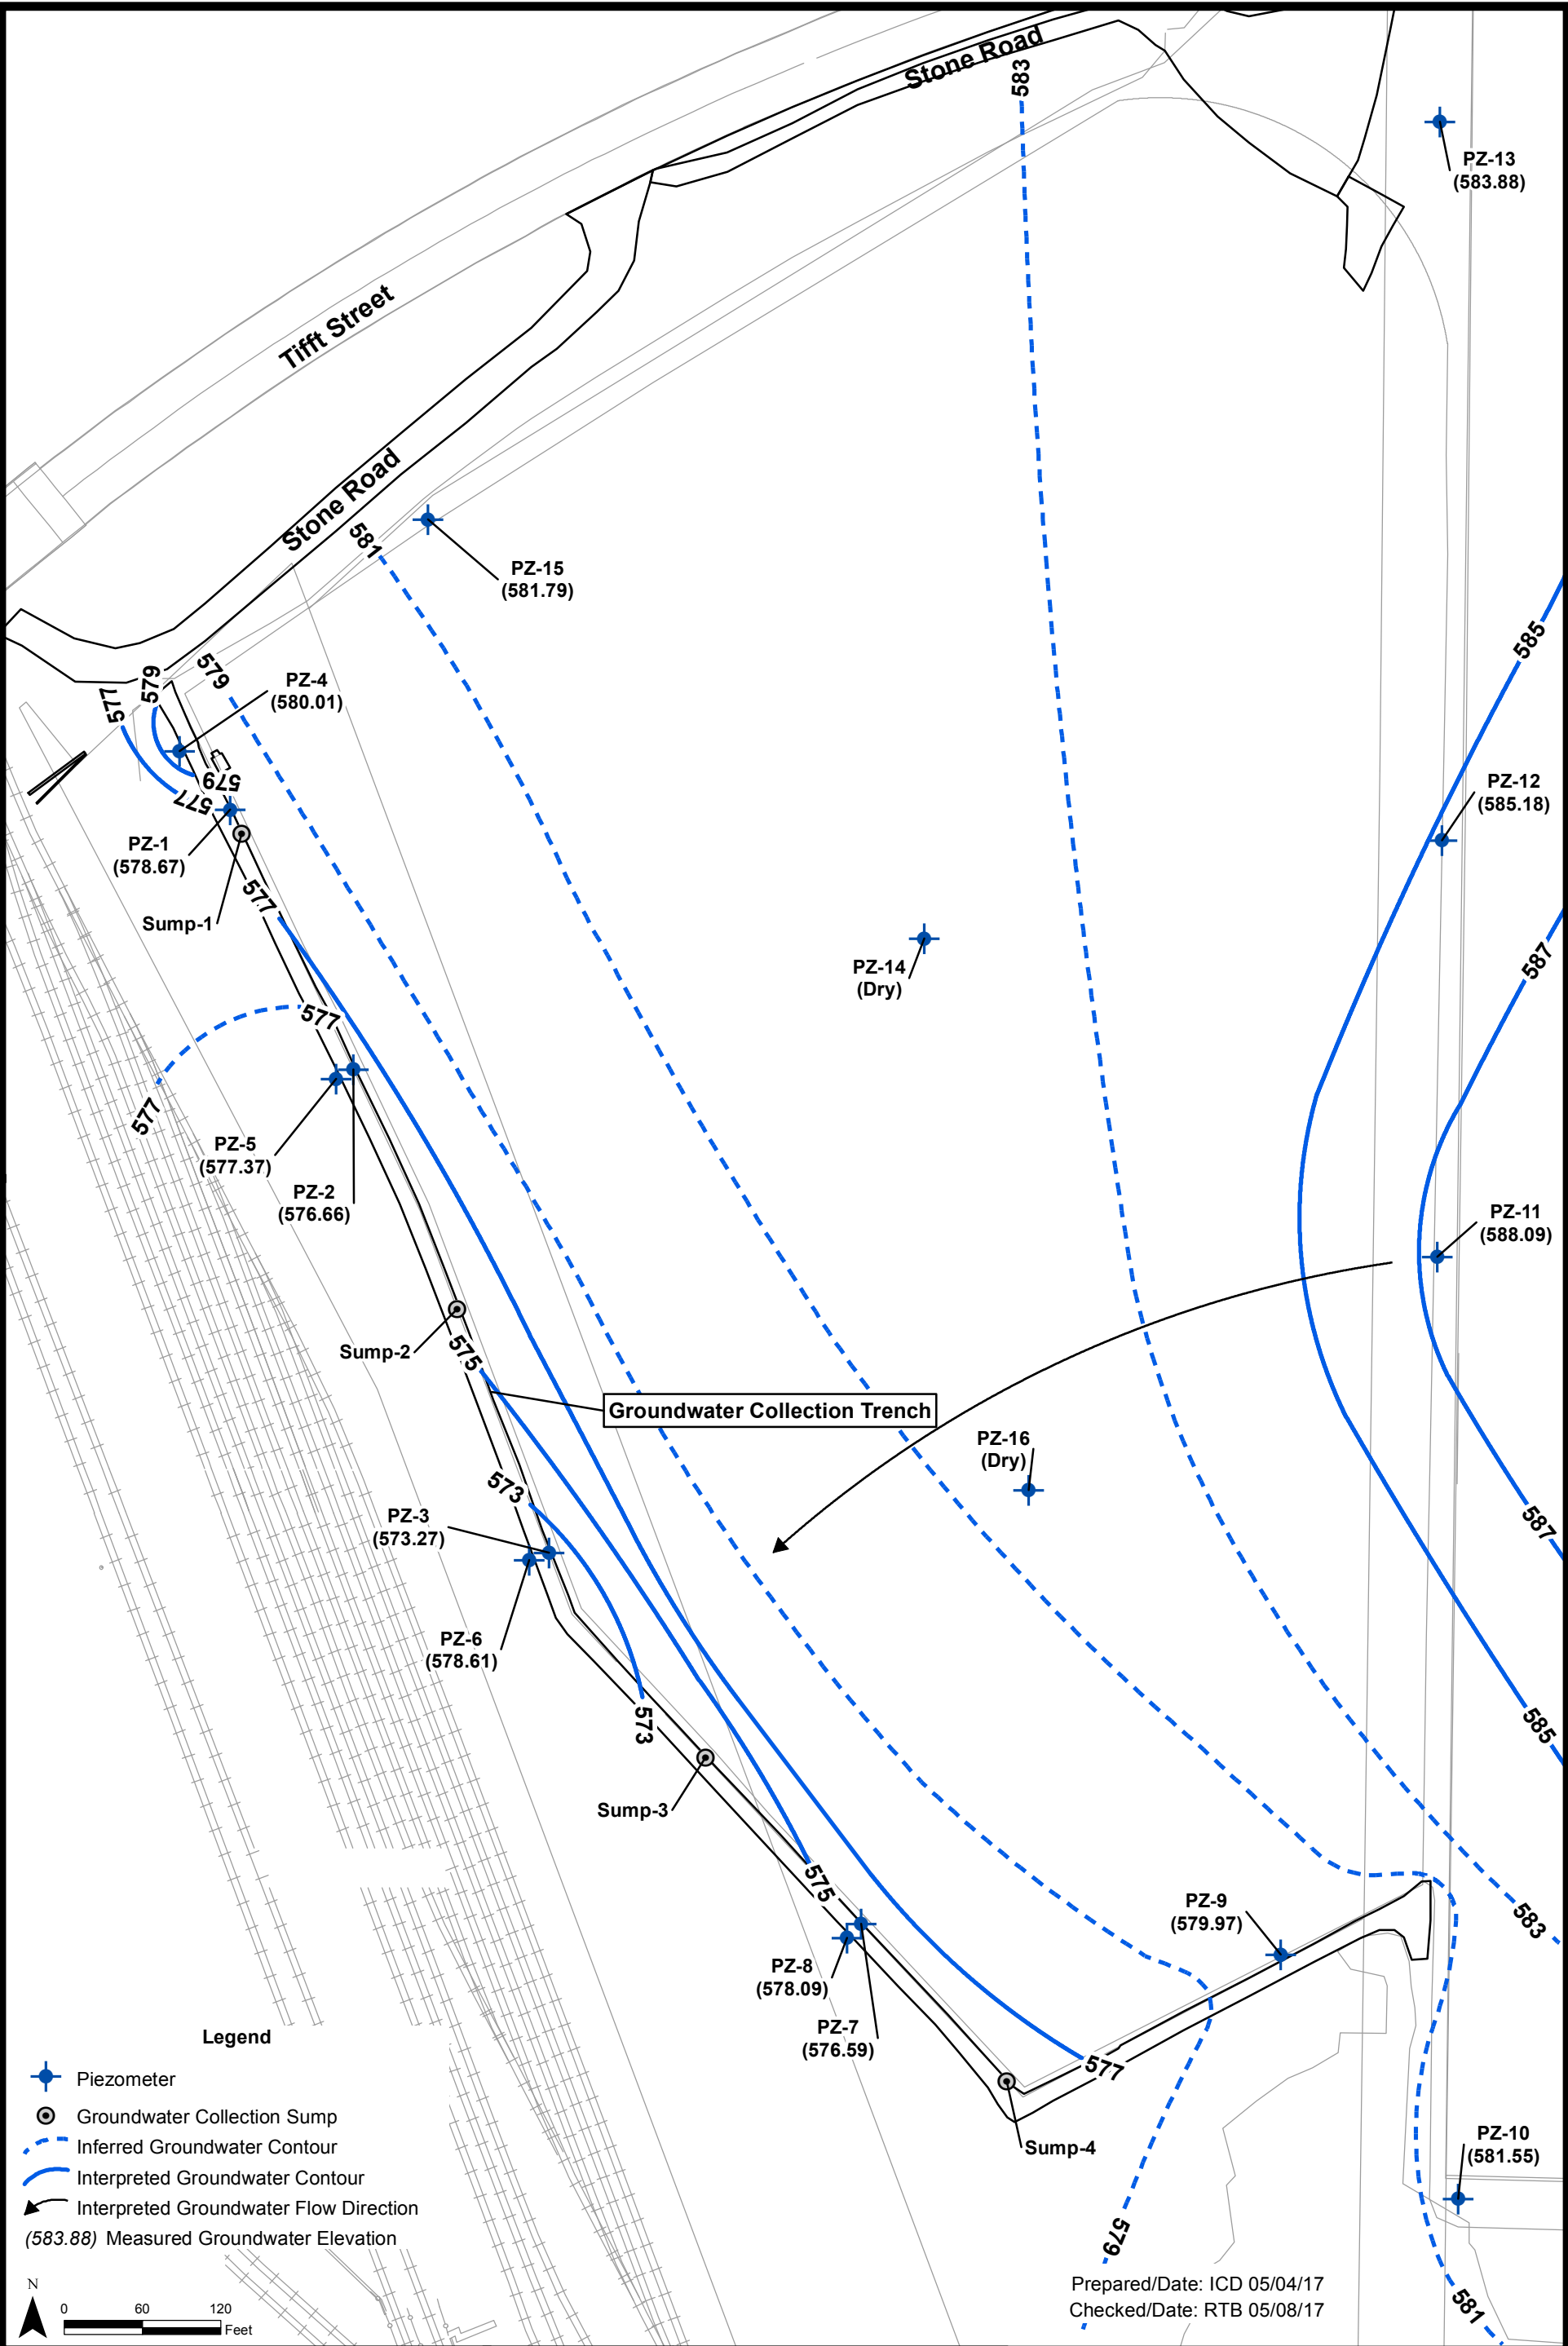 Stone Road
583
PZ-13
(583.88)
Tifft Street
Stone Road
581
PZ-15
(581.79)
585
579
579
577
PZ-4
(580.01)
579
577
PZ-12
(585.18)
PZ-1
(578.67)
577
Sump-1
587
PZ-14
(Dry)
577
577
PZ-5
(577.37)
PZ-2
(576.66)
PZ-11
(588.09)
Sump-2
575
Groundwater Collection Trench
PZ-16
(Dry)
573
PZ-3
(573.27)
587
PZ-6
(578.61)
573
585
Sump-3
575
PZ-9
(579.97)
583
PZ-8
(578.09)
PZ-7
(576.59)
577
Sump-4
PZ-10
(581.55)
579
581
Legend
Piezometer
Groundwater Collection Sump
Inferred Groundwater Contour
Interpreted Groundwater Contour
Interpreted Groundwater Flow Direction
(583.88) Measured Groundwater Elevation
N
0 60 120
Feet
Prepared/Date: ICD 05/04/17
Checked/Date: RTB 05/08/17